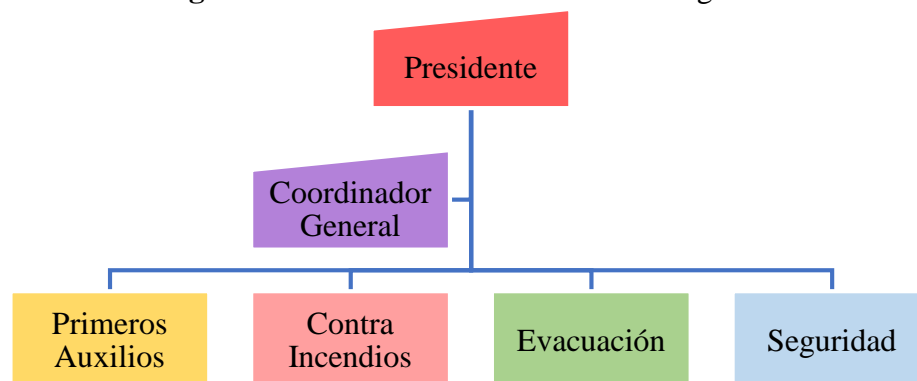 Presidente
Coordinador
General
Primeros
Auxilios
Contra
Incendios
Evacuación
Seguridad